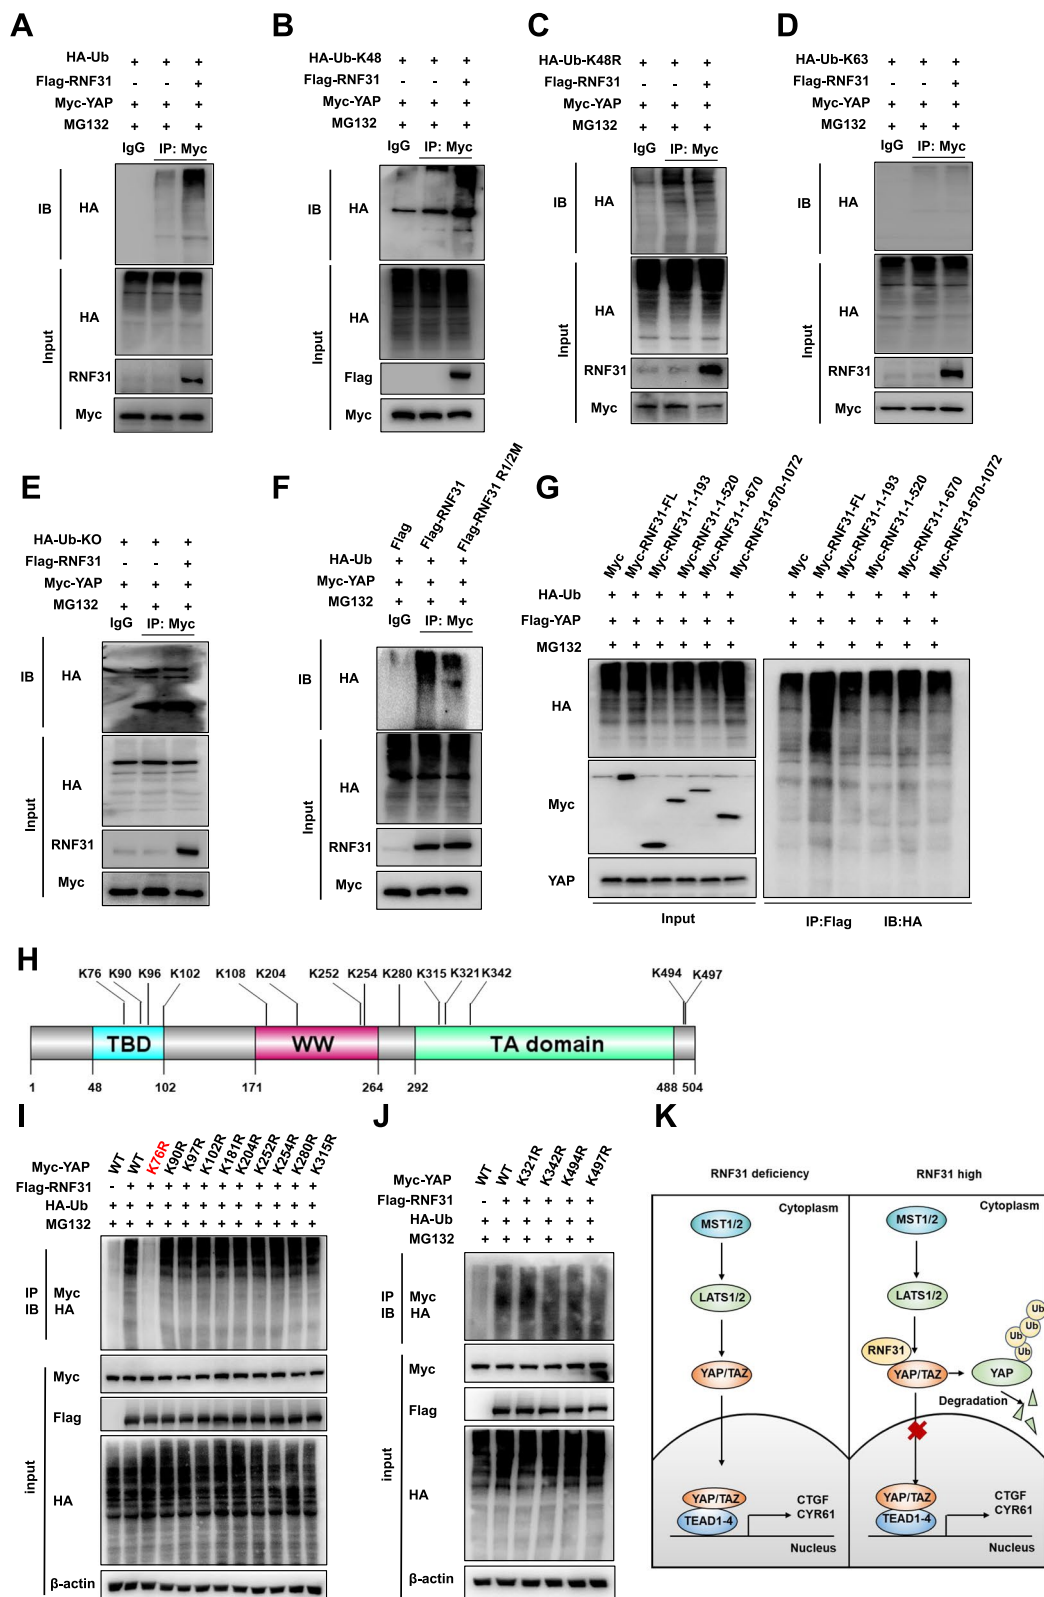 A
HA-Ub + + +
Flag-RNF31 - - +
Myc-YAP + + +
MG132 + + +
IgG IP: Myc
IB HA
Input HA
RNF31
Myc
B
HA-Ub-K48 + + +
Flag-RNF31 - - +
Myc-YAP + + +
MG132 + + +
IgG IP: Myc
IB HA
Input HA
Flag
Myc
C
HA-Ub-K48R + + +
Flag-RNF31 - - +
Myc-YAP + + +
MG132 + + +
IgG IP: Myc
IB HA
Input HA
RNF31
Myc
D
HA-Ub-K63 + + +
Flag-RNF31 - - +
Myc-YAP + + +
MG132 + + +
IgG IP: Myc
IB HA
Input HA
RNF31
Myc
E
HA-Ub-KO + + +
Flag-RNF31 - - +
Myc-YAP + + +
MG132 + + +
IgG IP: Myc
IB HA
Input HA
RNF31
Myc
F
Flag Flag-RNF31 Flag-RNF31 R1/2M
HA-Ub + + +
Myc-YAP + + +
MG132 + + +
IgG IP: Myc
IB HA
Input HA
RNF31
Myc
G
Myc Myc-RNF31-FL Myc-RNF31-1-193 Myc-RNF31-1-520 Myc-RNF31-1-670 Myc-RNF31-670-1072
Myc Myc-RNF31-FL Myc-RNF31-1-193 Myc-RNF31-1-520 Myc-RNF31-1-670 Myc-RNF31-670-1072
HA-Ub + + + + + + + + + + + +
Flag-YAP + + + + + + + + + + + +
MG132 + + + + + + + + + + + +
HA
Myc
YAP
Input
IP:Flag IB:HA
H
K76 K90 K96 K102 K108 K204 K252 K254 K280 K315 K321 K342 K494 K497
TBD WW TA domain
1 48 102 171 264 292 488 504
I
Myc-YAP WT WT K76R K90R K97R K102R K181R K204R K252R K254R K280R K315R
Flag-RNF31 - + + + + + + + + + + +
HA-Ub + + + + + + + + + + + +
MG132 + + + + + + + + + + + +
IP Myc
IB HA
input Myc
Flag
HA
β-actin
J
Myc-YAP WT WT K321R K342R K494R K497R
Flag-RNF31 - + + + + +
HA-Ub + + + + + +
MG132 + + + + + +
IP Myc
IB HA
input Myc
Flag
HA
β-actin
K
RNF31 deficiency
Cytoplasm
MST1/2
LATS1/2
YAP/TAZ
YAP/TAZ
TEAD1-4
CTGF
CYR61
Nucleus
RNF31 high
Cytoplasm
MST1/2
LATS1/2
RNF31
YAP/TAZ
Ub
Ub
Ub
Ub
YAP
Degradation
YAP/TAZ
TEAD1-4
CTGF
CYR61
Nucleus